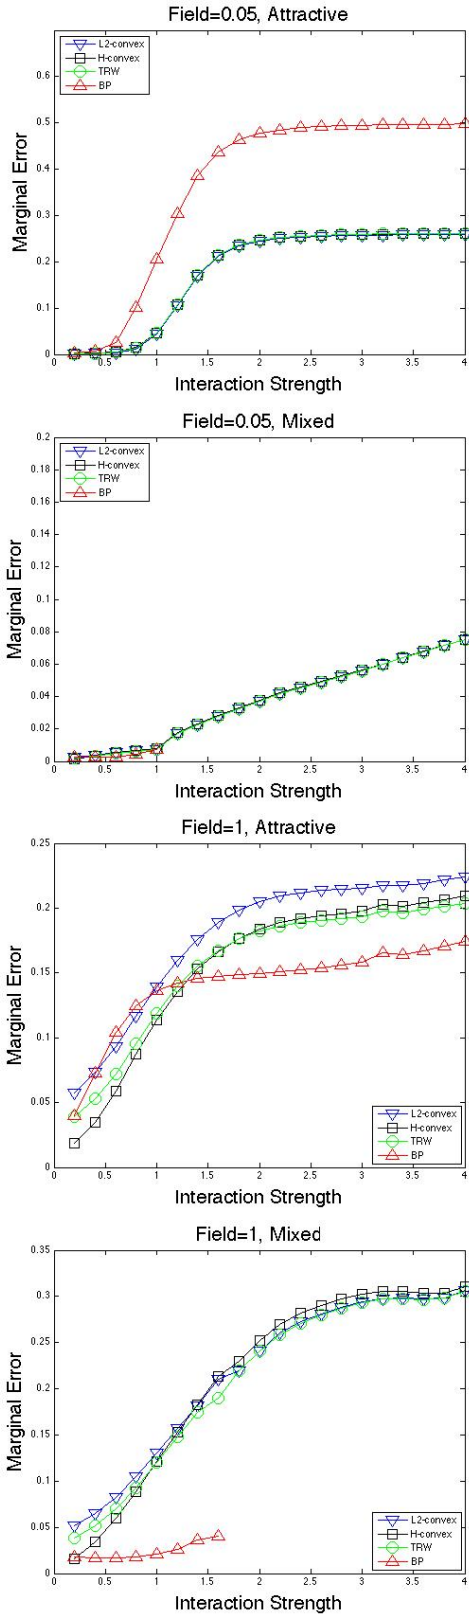 Field=0.05, Attractive
0.6
0.5
0.4
0.3
0.2
0.1
0
L2-convex
H-convex
TRW
BP
Marginal Error
0.5
1
1.5
2
2.5
3
3.5
4
Interaction Strength
Field=0.05, Mixed
0.2
0.18
0.16
0.14
0.12
0.1
0.08
0.06
0.04
0.02
0
L2-convex
H-convex
TRW
BP
Marginal Error
0
0.5
1
1.5
2
2.5
3
3.5
4
Interaction Strength
Field=1, Attractive
0.25
0.2
0.15
0.1
0.05
0
Marginal Error
L2-convex
H-convex
TRW
BP
0
0.5
1
1.5
2
2.5
3
3.5
4
Interaction Strength
Field=1, Mixed
0.35
0.3
0.25
0.2
0.15
0.1
0.05
0
Marginal Error
L2-convex
H-convex
TRW
BP
0
0.5
1
1.5
2
2.5
3
3.5
4
Interaction Strength